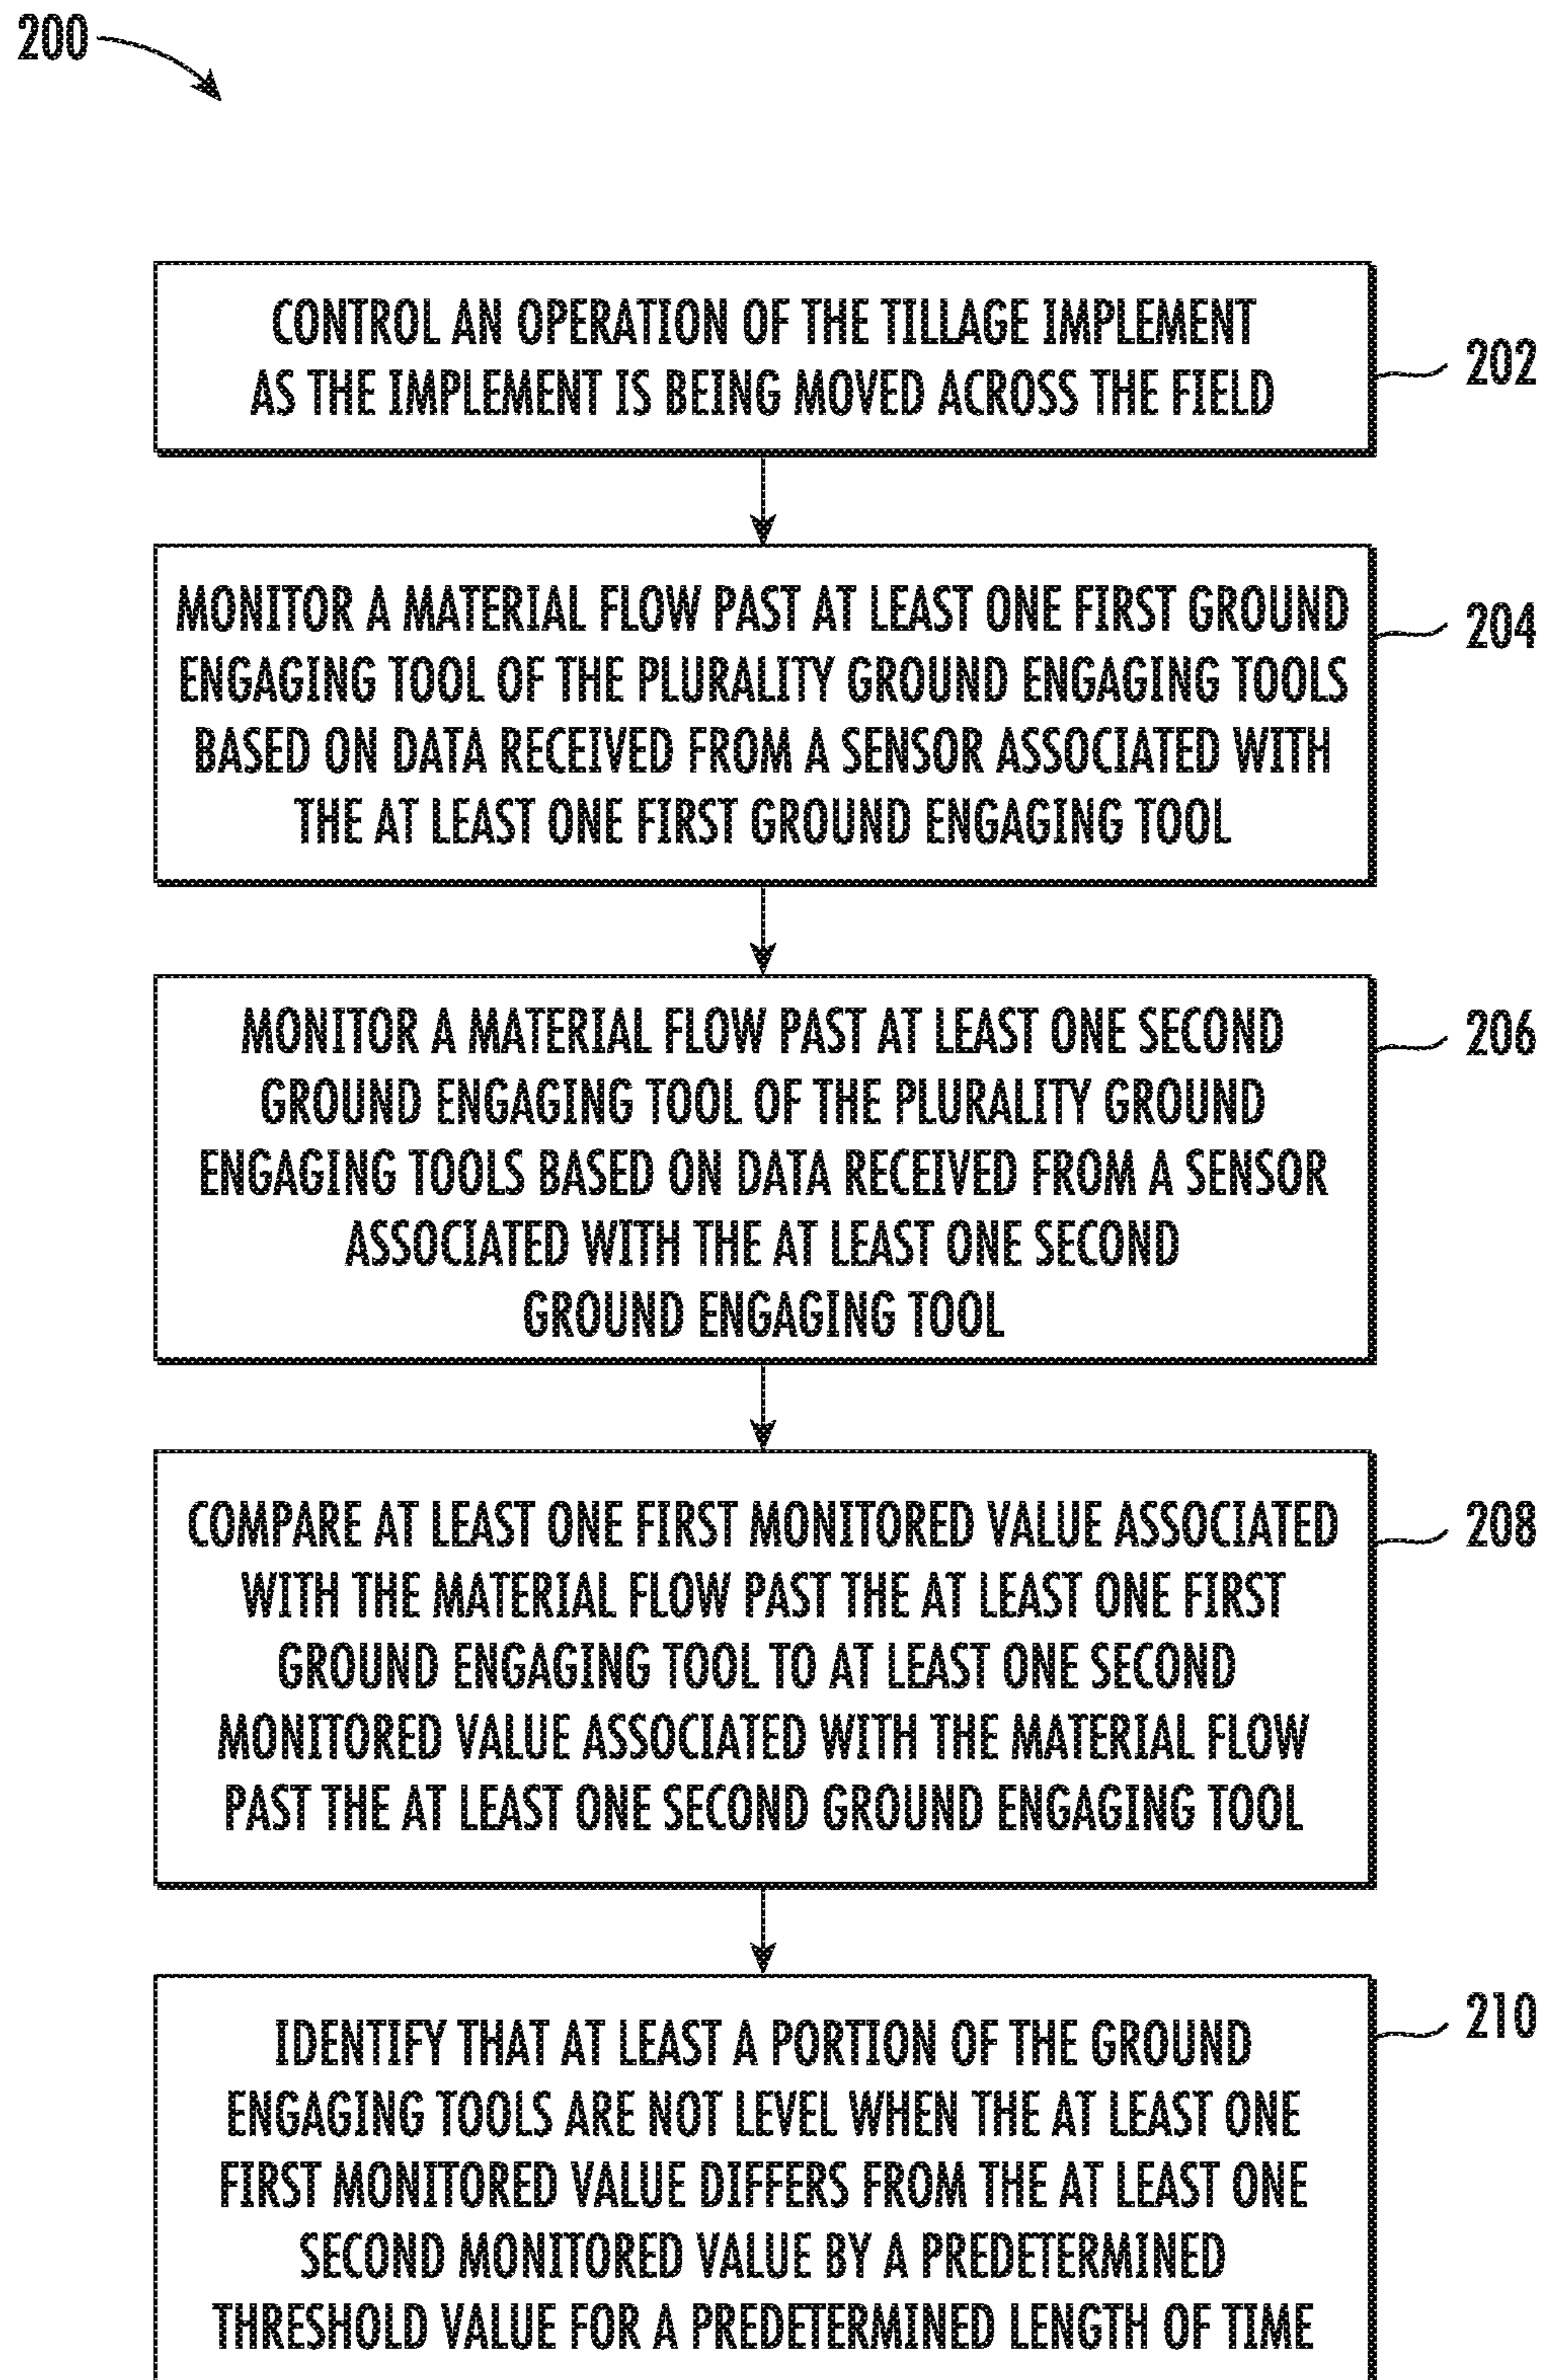 200
CONTROL AN OPERATION OF THE TILLAGE IMPLEMENT
AS THE IMPLEMENT IS BEING MOVED ACROSS THE FIELD
202
MONITOR A MATERIAL FLOW PAST AT LEAST ONE FIRST GROUND
ENGAGING TOOL OF THE PLURALITY GROUND ENGAGING TOOLS
BASED ON DATA RECEIVED FROM A SENSOR ASSOCIATED WITH
THE AT LEAST ONE FIRST GROUND ENGAGING TOOL
204
MONITOR A MATERIAL FLOW PAST AT LEAST ONE SECOND
GROUND ENGAGING TOOL OF THE PLURALITY GROUND
ENGAGING TOOLS BASED ON DATA RECEIVED FROM A SENSOR
ASSOCIATED WITH THE AT LEAST ONE SECOND
GROUND ENGAGING TOOL
206
COMPARE AT LEAST ONE FIRST MONITORED VALUE ASSOCIATED
WITH THE MATERIAL FLOW PAST THE AT LEAST ONE FIRST
GROUND ENGAGING TOOL TO AT LEAST ONE SECOND
MONITORED VALUE ASSOCIATED WITH THE MATERIAL FLOW
PAST THE AT LEAST ONE SECOND GROUND ENGAGING TOOL
208
IDENTIFY THAT AT LEAST A PORTION OF THE GROUND
ENGAGING TOOLS ARE NOT LEVEL WHEN THE AT LEAST ONE
FIRST MONITORED VALUE DIFFERS FROM THE AT LEAST ONE
SECOND MONITORED VALUE BY A PREDETERMINED
THRESHOLD VALUE FOR A PREDETERMINED LENGTH OF TIME
210